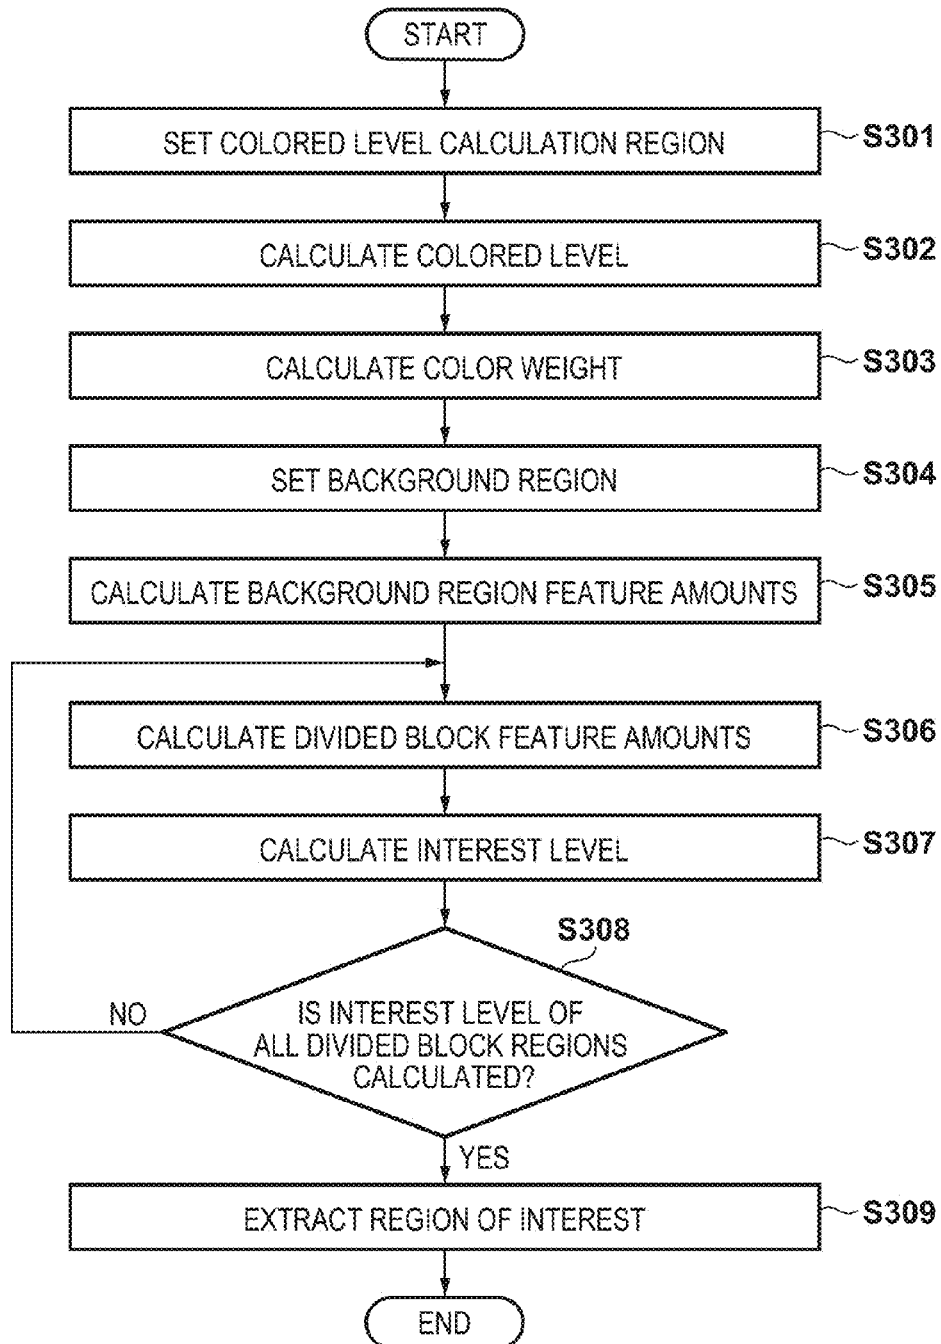 START
SET COLORED LEVEL CALCULATION REGION
S301
CALCULATE COLORED LEVEL
S302
CALCULATE COLOR WEIGHT
S303
SET BACKGROUND REGION
S304
CALCULATE BACKGROUND REGION FEATURE AMOUNTS
S305
CALCULATE DIVIDED BLOCK FEATURE AMOUNTS
S306
CALCULATE INTEREST LEVEL
S307
S308
NO
IS INTEREST LEVEL OF
ALL DIVIDED BLOCK REGIONS
CALCULATED?
YES
EXTRACT REGION OF INTEREST
S309
END